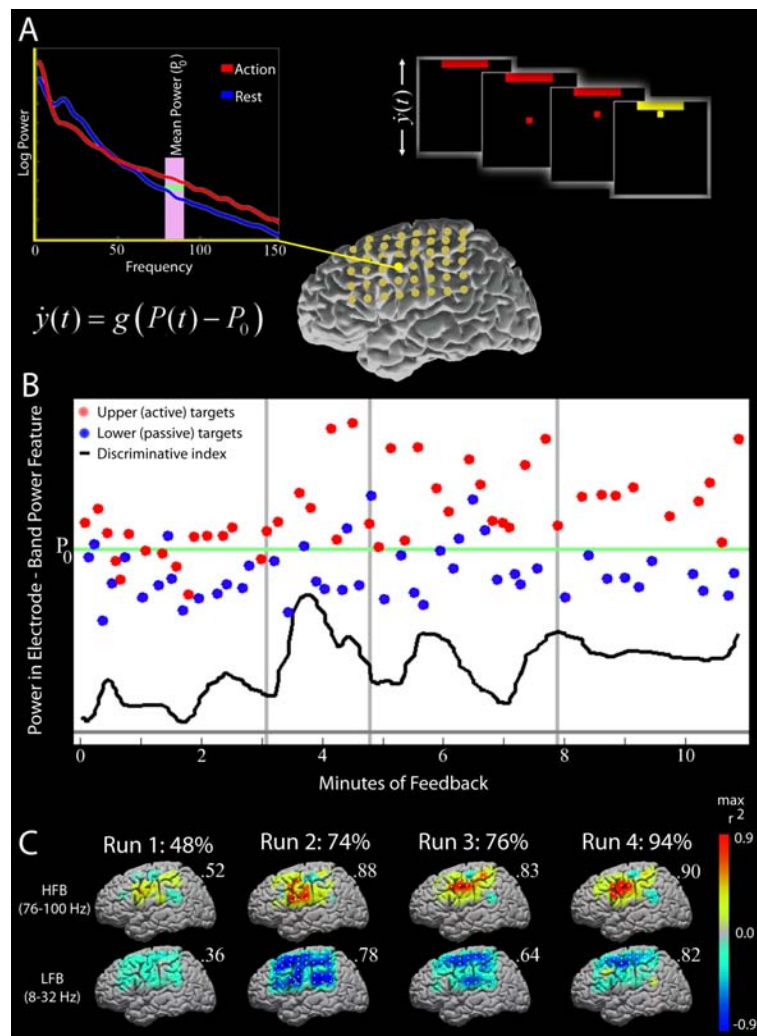 A
Log Power
Mean Power (P₀)
Action
Rest
0
50
100
150
Frequency
ẏ(t)
ẏ(t) = g(P(t) − P₀)
B
Power in Electrode - Band Power Feature
Upper (active) targets
Lower (passive) targets
Discriminative index
P₀
0 2 4 6 8 10
Minutes of Feedback
C
Run 1: 48% Run 2: 74% Run 3: 76% Run 4: 94%
max
r²
0.9
0.0
-0.9
HFB
(76-100 Hz)
.52 .88 .83 .90
LFB
(8-32 Hz)
.36 .78 .64 .82